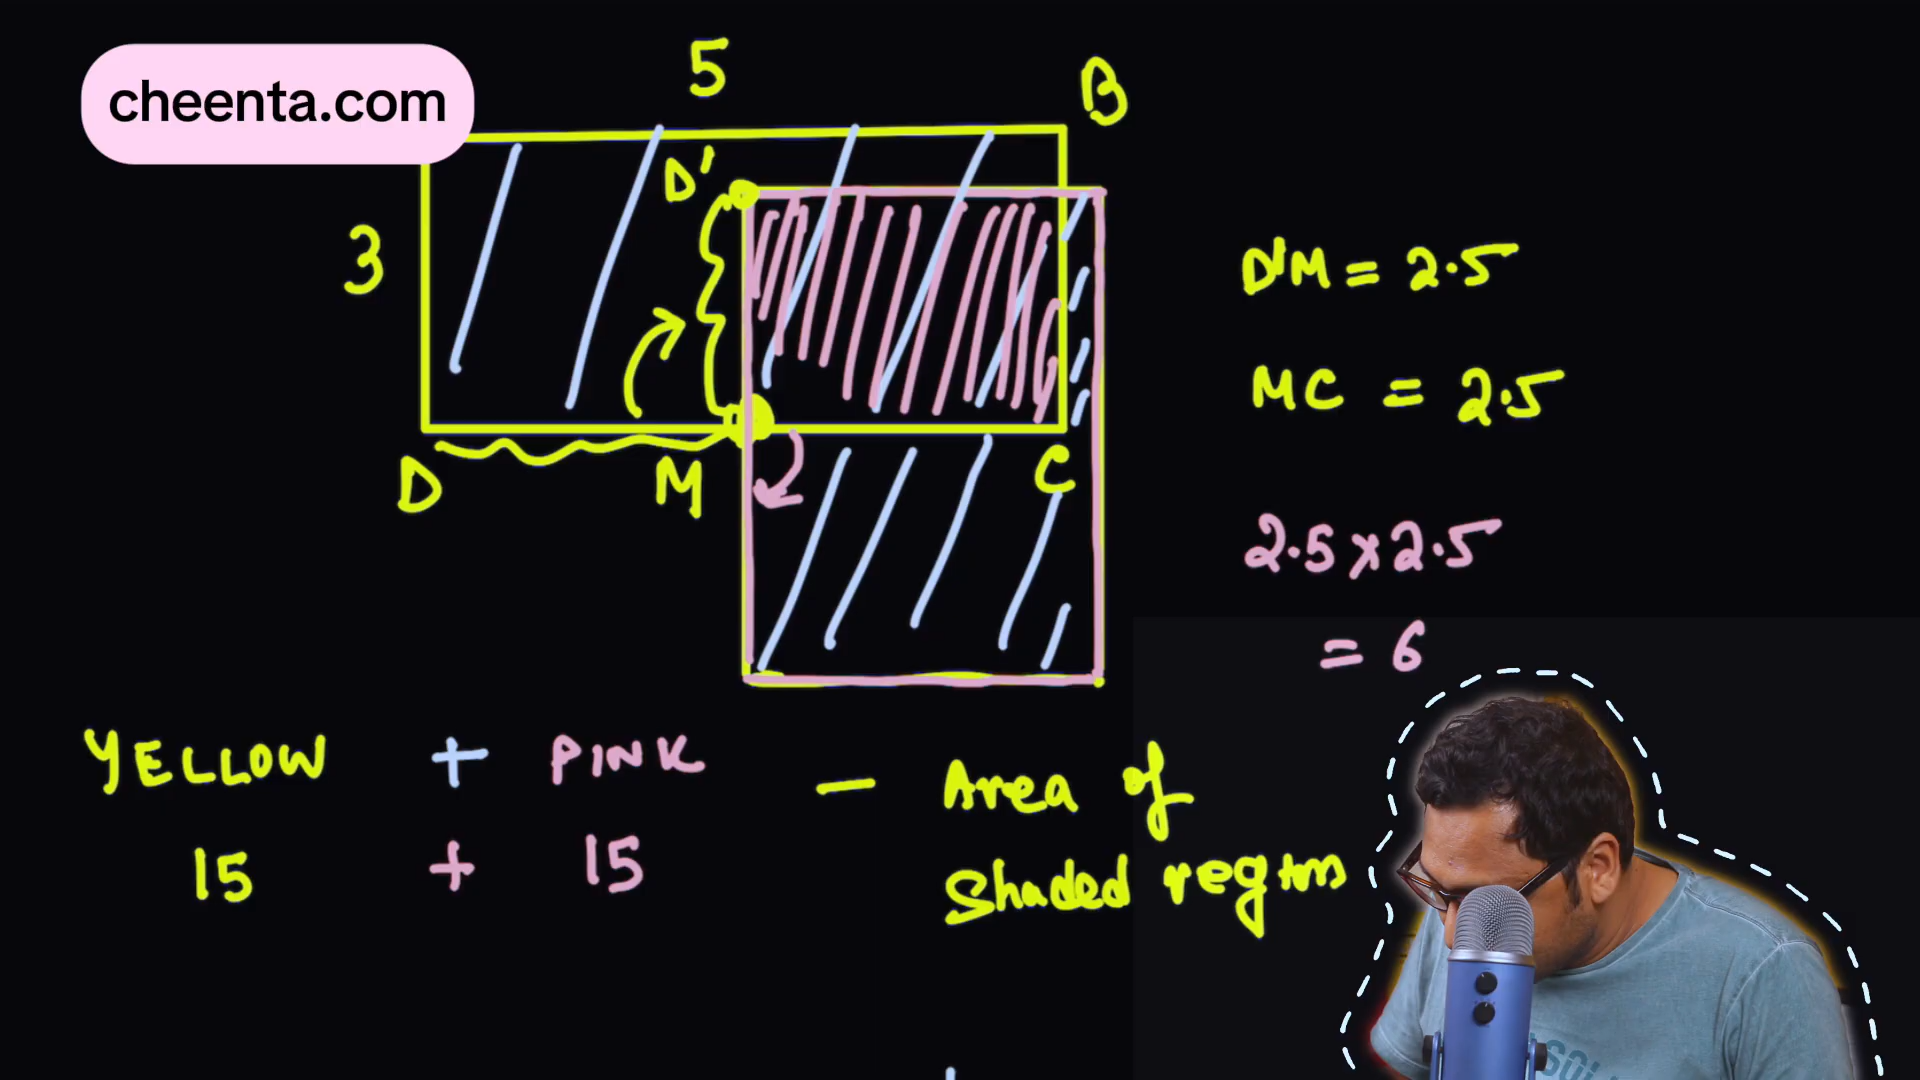 cheenta.com
5
B
D'
3
D'M = 2.5
MC = 2.5
D
M
C
2.5 x 2.5
= 6
YELLOW + PINK - Area of
15 + 15
Shaded region